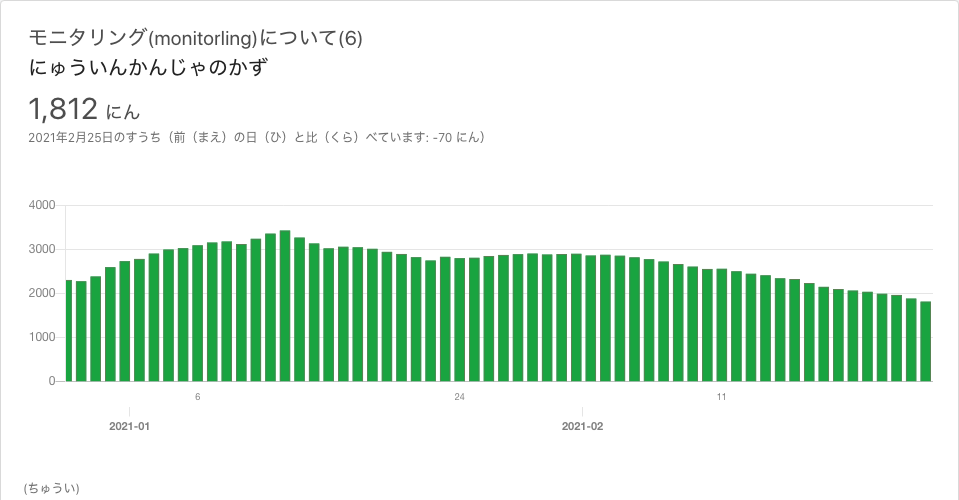 モニタリング(monitorling)について(6)
にゅういんかんじゃのかず
1,812 にん
2021年2月25日のすうち（前（まえ）の日（ひ）と比（くら）べています: -70 にん）
4000
3000
2000
1000
0
6 24 11
2021-01 2021-02
(ちゅうい)